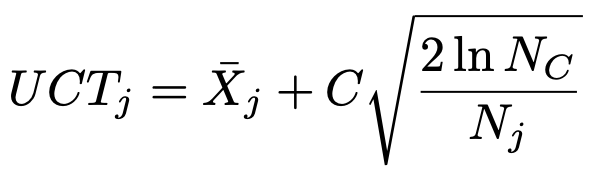 $UCT_j = \bar{X}_j + C\sqrt{\frac{2 \ln N_C}{N_j}}$